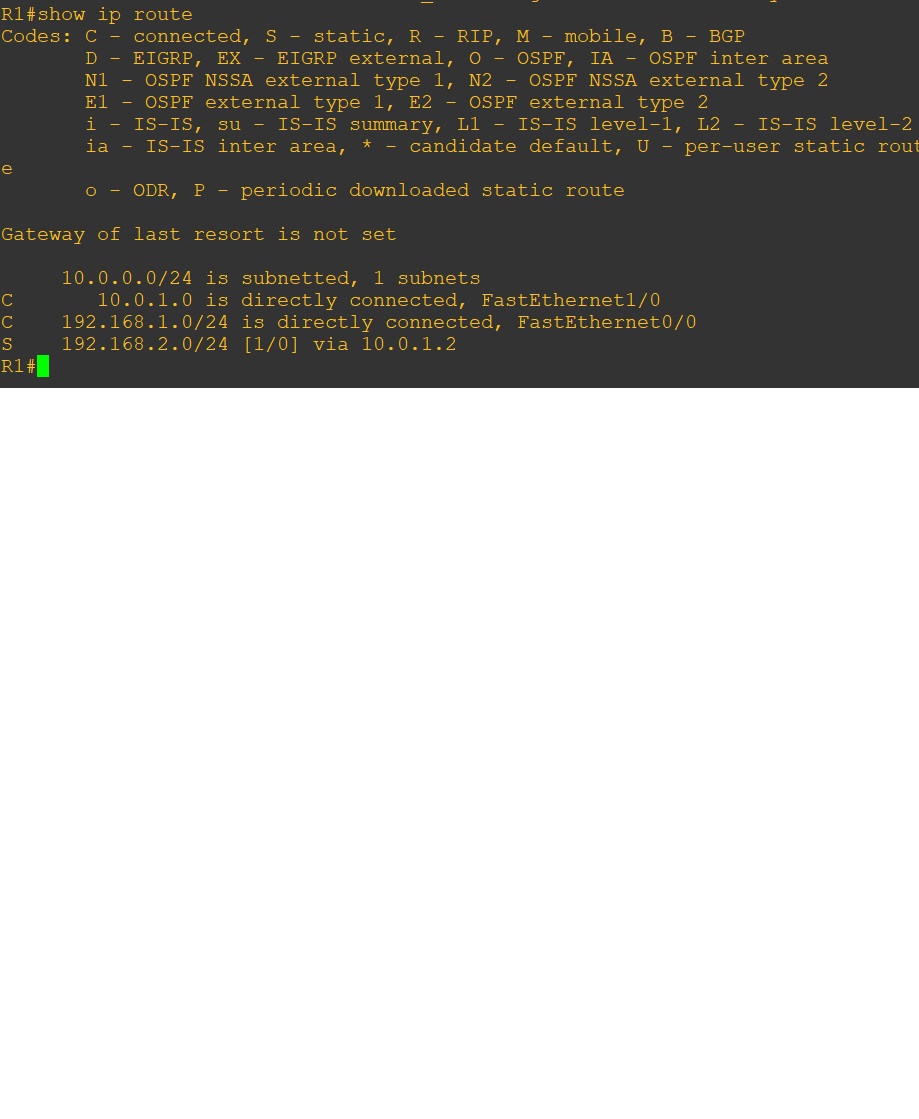 R1#show ip route
Codes: C - connected, S - static, R - RIP, M - mobile, B - BGP
D - EIGRP, EX - EIGRP external, O - OSPF, IA - OSPF inter area
N1 - OSPF NSSA external type 1, N2 - OSPF NSSA external type 2
E1 - OSPF external type 1, E2 - OSPF external type 2
i - IS-IS, su - IS-IS summary, L1 - IS-IS level-1, L2 - IS-IS level-2
ia - IS-IS inter area, * - candidate default, U - per-user static rout
e
o - ODR, P - periodic downloaded static route
Gateway of last resort is not set
10.0.0.0/24 is subnetted, 1 subnets
C 10.0.1.0 is directly connected, FastEthernet1/0
C 192.168.1.0/24 is directly connected, FastEthernet0/0
S 192.168.2.0/24 [1/0] via 10.0.1.2
R1#